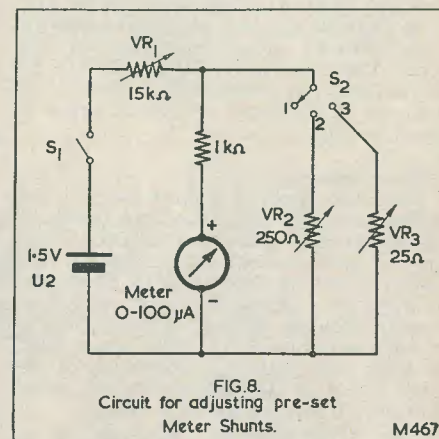 VR1
15kΩ
S1
S2
1
2
3
1kΩ
VR2
250Ω
VR3
25Ω
1·5V
U2
+
Meter
0-100 µA
-
FIG.8.
Circuit for adjusting pre-set
Meter Shunts.
M467